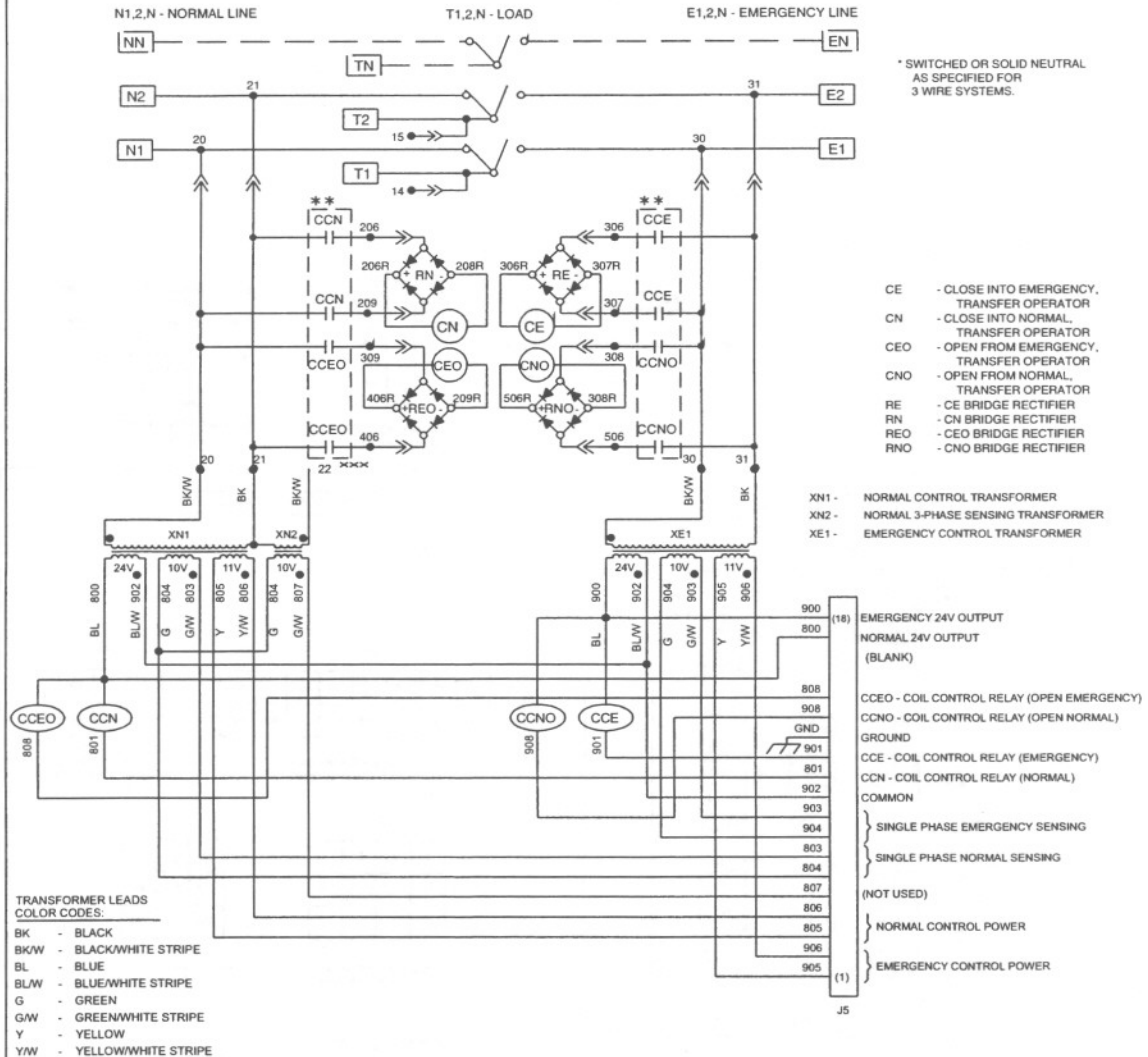 N1,2,N - NORMAL LINE
T1,2,N - LOAD
E1,2,N - EMERGENCY LINE
NN
EN
TN
* SWITCHED OR SOLID NEUTRAL
AS SPECIFIED FOR
3 WIRE SYSTEMS.
N2
21
31
E2
T2
15
N1
20
30
E1
T1
14
* *
* *
CCN
206
306
CCE
206R
+ RN -
208R
306R
+ RE -
307R
CCN
209
307
CCE
CN
CE
CCEO
309
CEO
CNO
308
CCNO
406R
+REO-
209R
506R
+RNO-
308R
CCEO
406
506
CCNO
20
21
22
xxx
30
31
CE - CLOSE INTO EMERGENCY,
TRANSFER OPERATOR
CN - CLOSE INTO NORMAL,
TRANSFER OPERATOR
CEO - OPEN FROM EMERGENCY,
TRANSFER OPERATOR
CNO - OPEN FROM NORMAL,
TRANSFER OPERATOR
RE - CE BRIDGE RECTIFIER
RN - CN BRIDGE RECTIFIER
REO - CEO BRIDGE RECTIFIER
RNO - CNO BRIDGE RECTIFIER
BK/W
BK
BK/W
BK/W
BK
XN1 - NORMAL CONTROL TRANSFORMER
XN2 - NORMAL 3-PHASE SENSING TRANSFORMER
XE1 - EMERGENCY CONTROL TRANSFORMER
XN1
XN2
XE1
24V
10V
11V
10V
24V
10V
11V
800
902
804
803
805
806
804
807
900
902
904
903
905
906
BL
BL/W
G
G/W
Y
Y/W
G
G/W
BL
BL/W
G
G/W
Y
Y/W
CCEO
CCN
CCNO
CCE
808
801
908
901
900
(18)
EMERGENCY 24V OUTPUT
800
NORMAL 24V OUTPUT
(BLANK)
808
CCEO - COIL CONTROL RELAY (OPEN EMERGENCY)
908
CCNO - COIL CONTROL RELAY (OPEN NORMAL)
GND
GROUND
901
CCE - COIL CONTROL RELAY (EMERGENCY)
801
CCN - COIL CONTROL RELAY (NORMAL)
902
COMMON
903
904
SINGLE PHASE EMERGENCY SENSING
803
804
SINGLE PHASE NORMAL SENSING
807
(NOT USED)
806
805
NORMAL CONTROL POWER
906
905
(1)
EMERGENCY CONTROL POWER
J5
TRANSFORMER LEADS
COLOR CODES:
BK - BLACK
BK/W - BLACK/WHITE STRIPE
BL - BLUE
BL/W - BLUE/WHITE STRIPE
G - GREEN
G/W - GREEN/WHITE STRIPE
Y - YELLOW
Y/W - YELLOW/WHITE STRIPE